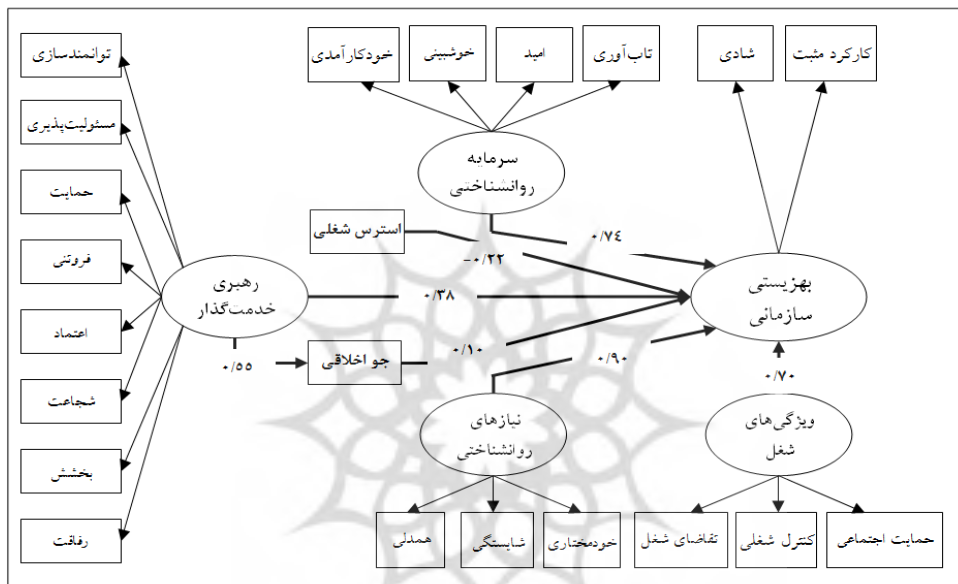 خودکارآمدی
خوشبینی
امید
تاب‌آوری
شادی
کارکرد مثبت
توانمندسازی
مسئولیت‌پذیری
حمایت
فروتنی
اعتماد
شجاعت
بخشش
رفاقت
سرمایه
روانشناختی
استرس شغلی
۰/۷٤
-۰/۲۲
رهبری
خدمت‌گذار
۰/۳۸
بهزیستی
سازمانی
۰/۵۵
جو اخلاقی
۰/۱۰
۰/۹۰
۰/۷۰
نیازهای
روانشناختی
ویژگی‌های
شغل
همدلی
شایستگی
خودمختاری
تقاضای شغل
کنترل شغلی
حمایت اجتماعی